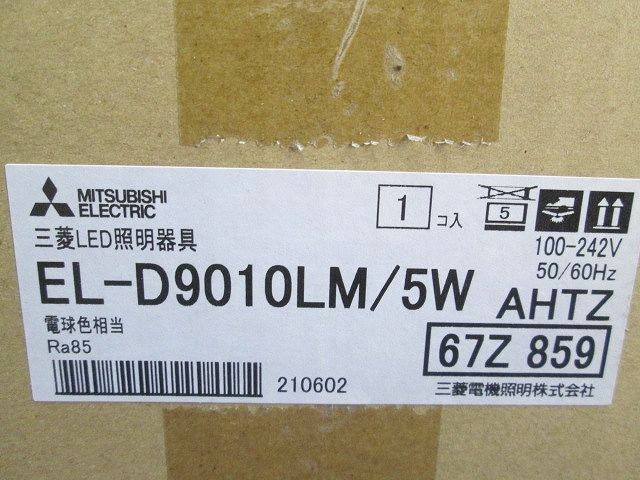 MITSUBISHI
ELECTRIC
1 コ入
5
三菱LED照明器具
100-242V
50/60Hz
EL-D9010LM/5W
AHTZ
電球色相当
Ra85
67Z 859
210602
三菱電機照明株式会社